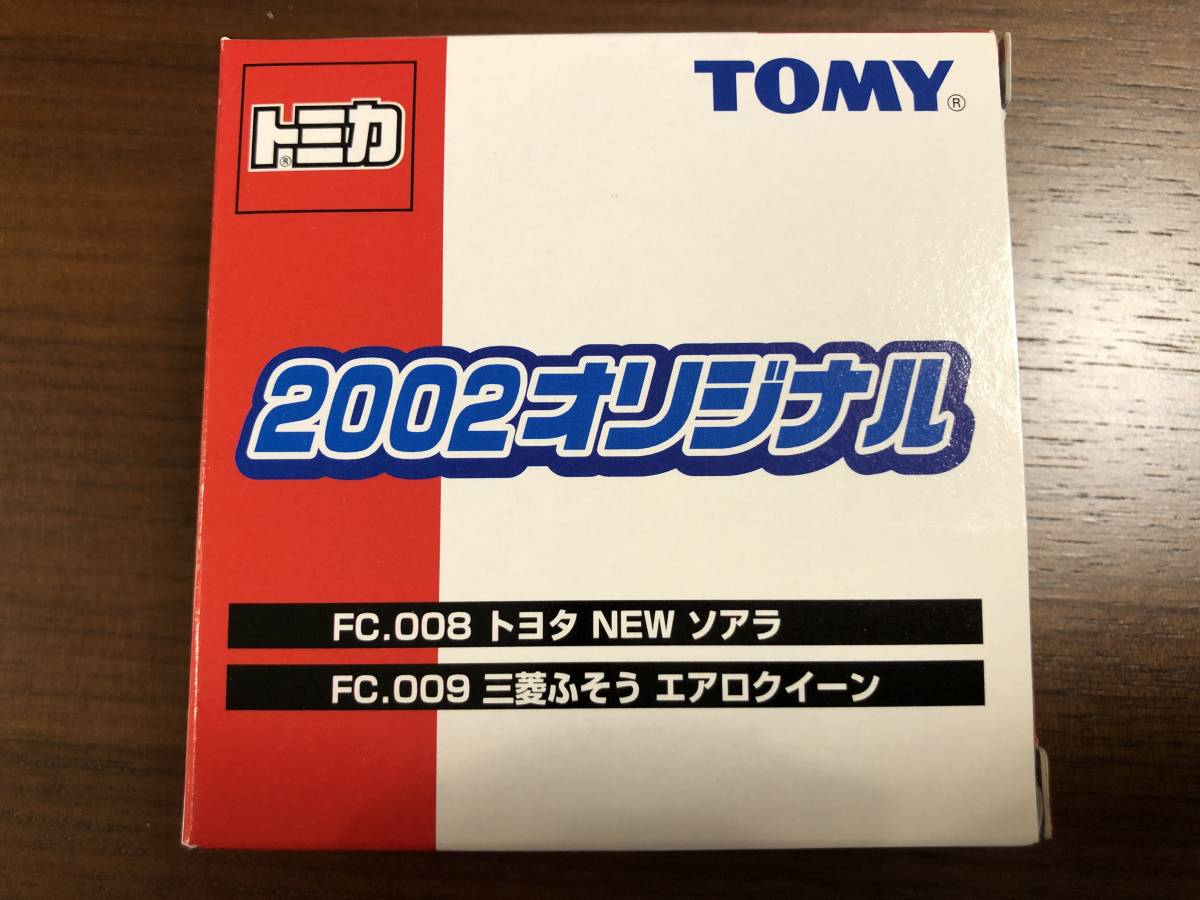 トミカ®
TOMY®
2002オリジナル
FC.008 トヨタ NEW ソアラ
FC.009 三菱ふそう エアロクイーン